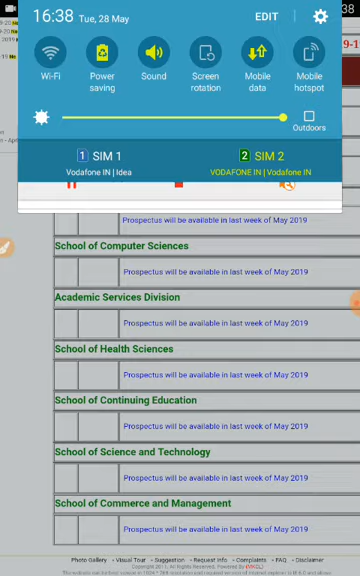 16:38 Tue, 28 May EDIT
Wi-Fi
Power saving
Sound
Screen rotation
Mobile data
Mobile hotspot
Outdoors
1 SIM 1
Vodafone IN | Idea
2 SIM 2
VODAFONE IN | Vodafone IN
Prospectus will be available in last week of May 2019
School of Computer Sciences
Prospectus will be available in last week of May 2019
Academic Services Division
Prospectus will be available in last week of May 2019
School of Health Sciences
Prospectus will be available in last week of May 2019
School of Continuing Education
Prospectus will be available in last week of May 2019
School of Science and Technology
Prospectus will be available in last week of May 2019
School of Commerce and Management
Prospectus will be available in last week of May 2019
Photo Gallery • Visual Tour • Suggestion • Request Info • Complaints • FAQ • Disclaimer